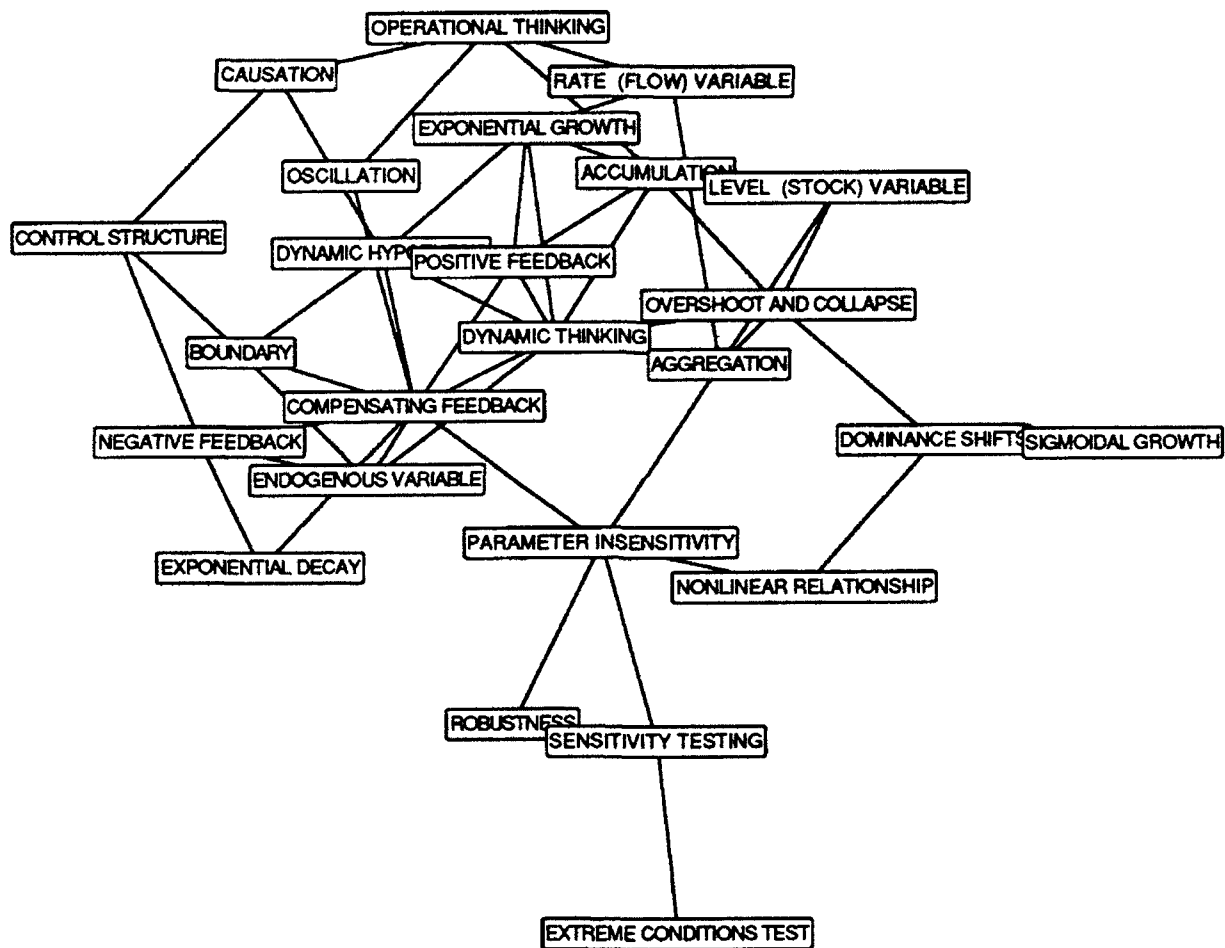 OPERATIONAL THINKING
CAUSATION
RATE (FLOW) VARIABLE
EXPONENTIAL GROWTH
OSCILLATION
ACCUMULATION
LEVEL (STOCK) VARIABLE
CONTROL STRUCTURE
DYNAMIC
POSITIVE FEEDBACK
OVERSHOOT AND COLLAPSE
DYNAMIC THINKING
BOUNDARY
AGGREGATION
COMPENSATING FEEDBACK
NEGATIVE FEEDBACK
DOMINANCE SHIFTS
SIGMOIDAL GROWTH
ENDOGENOUS VARIABLE
PARAMETER INSENSITIVITY
EXPONENTIAL DECAY
NONLINEAR RELATIONSHIP
ROBUSTNESS
SENSITIVITY TESTING
EXTREME CONDITIONS TEST